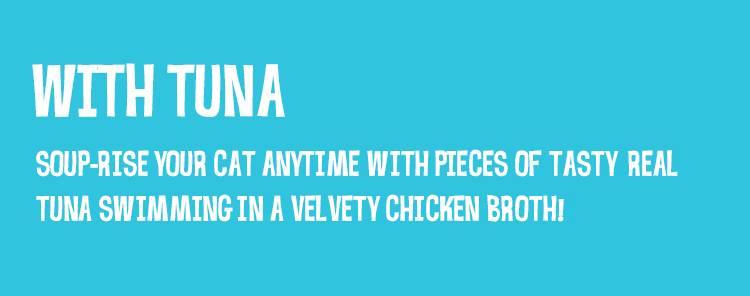 WITH TUNA
SOUP-RISE YOUR CAT ANYTIME WITH PIECES OF TASTY REAL
TUNA SWIMMING IN A VELVETY CHICKEN BROTH!